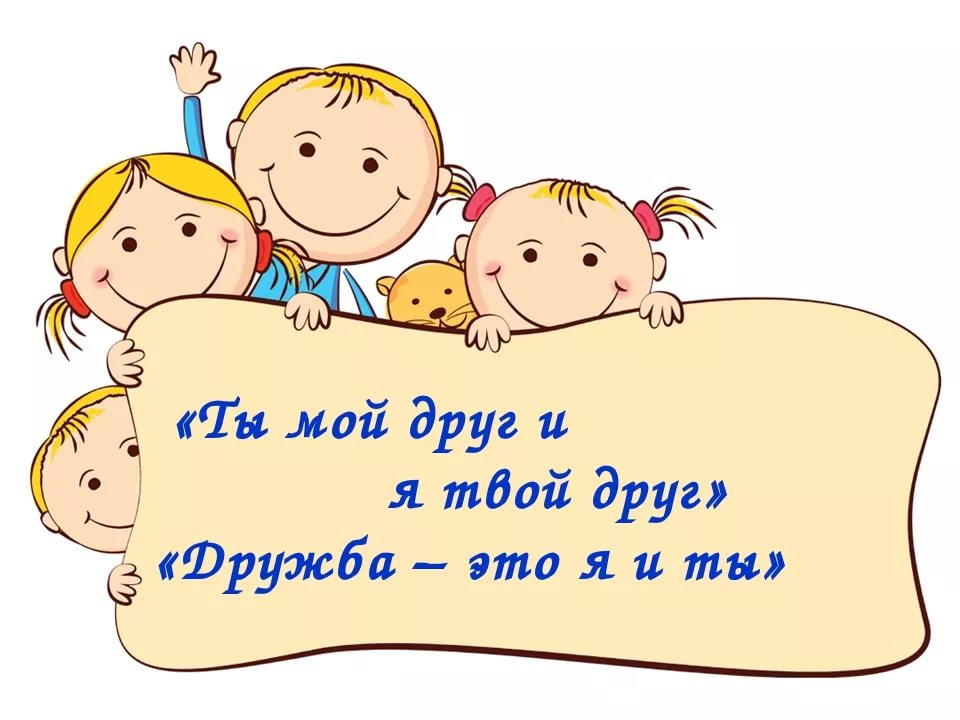 «Ты мой друг и
я твой друг»
«Дружба – это я и ты»